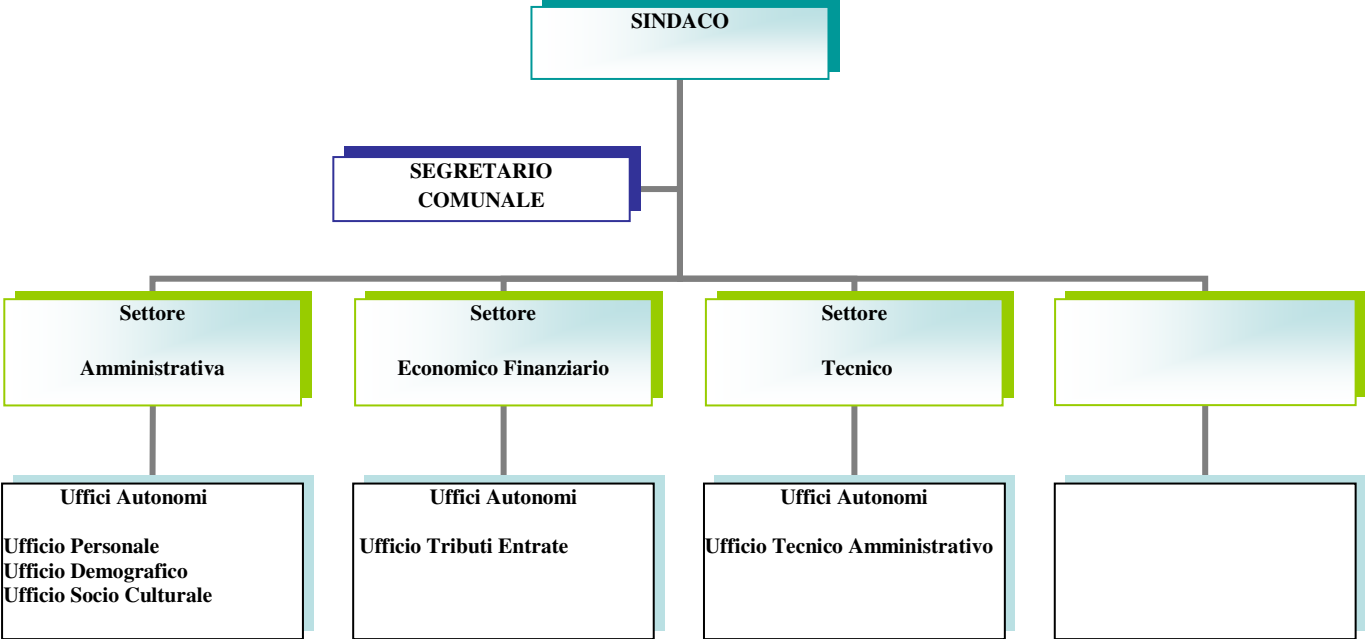 SINDACO
SEGRETARIO
COMUNALE
Settore
Amministrativa
Settore
Economico Finanziario
Settore
Tecnico
Uffici Autonomi
Ufficio Personale
Ufficio Demografico
Ufficio Socio Culturale
Uffici Autonomi
Ufficio Tributi Entrate
Uffici Autonomi
Ufficio Tecnico Amministrativo